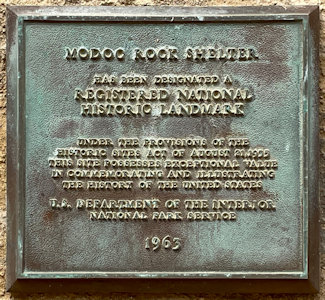 MODOC ROCK SHELTER
HAS BEEN DESIGNATED A
REGISTERED NATIONAL
HISTORIC LANDMARK
UNDER THE PROVISIONS OF THE
HISTORIC SITES ACT OF AUGUST 21, 1935
THIS SITE POSSESSES EXCEPTIONAL VALUE
IN COMMEMORATING AND ILLUSTRATING
THE HISTORY OF THE UNITED STATES
U.S. DEPARTMENT OF THE INTERIOR
NATIONAL PARK SERVICE
1963